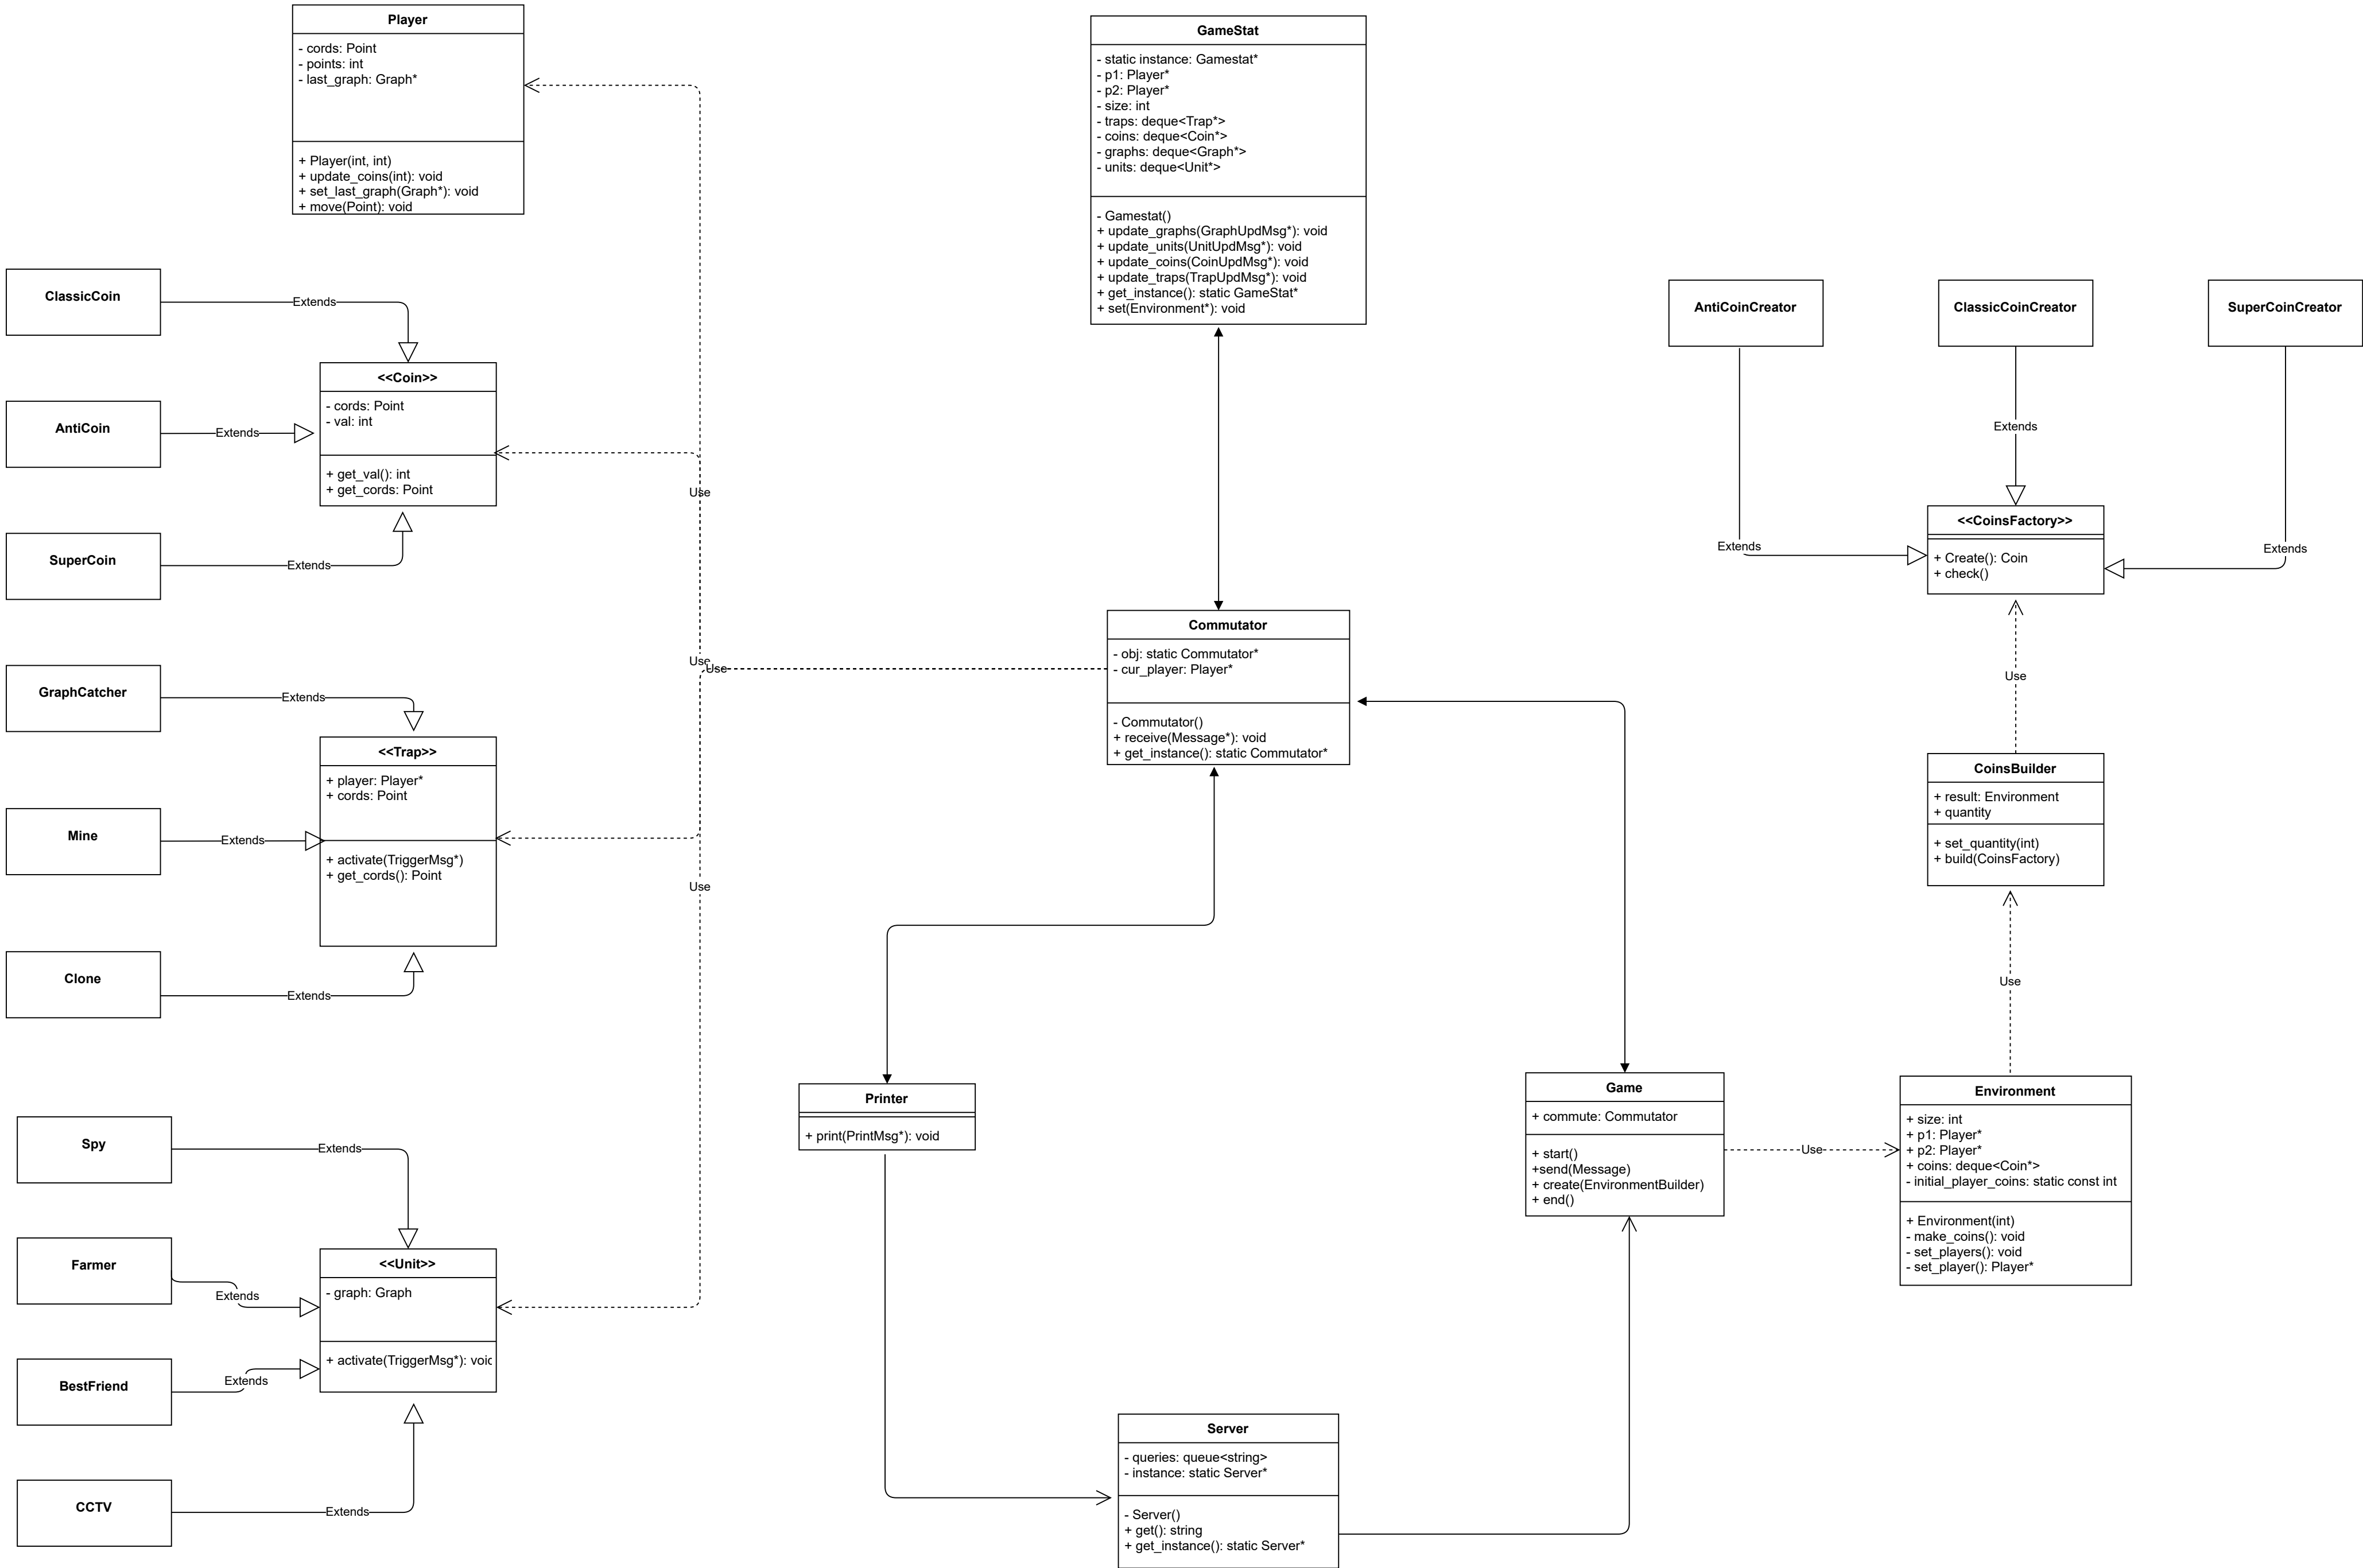 Player
- cords: Point
- points: int
- last_graph: Graph*
+ Player(int, int)
+ update_coins(int): void
+ set_last_graph(Graph*): void
+ move(Point): void
GameStat
- static instance: Gamestat*
- p1: Player*
- p2: Player*
- size: int
- traps: deque<Trap*>
- coins: deque<Coin*>
- graphs: deque<Graph*>
- units: deque<Unit*>
- Gamestat()
+ update_graphs(GraphUpdMsg*): void
+ update_units(UnitUpdMsg*): void
+ update_coins(CoinUpdMsg*): void
+ update_traps(TrapUpdMsg*): void
+ get_instance(): static GameStat*
+ set(Environment*): void
ClassicCoin
Extends
AntiCoin
Extends
SuperCoin
Extends
<<Coin>>
- cords: Point
- val: int
+ get_val(): int
+ get_cords: Point
Use
Use
Use
Use
GraphCatcher
Extends
Mine
Extends
Clone
Extends
<<Trap>>
+ player: Player*
+ cords: Point
+ activate(TriggerMsg*)
+ get_cords(): Point
Spy
Extends
Farmer
Extends
BestFriend
Extends
CCTV
Extends
<<Unit>>
- graph: Graph
+ activate(TriggerMsg*): void
Commutator
- obj: static Commutator*
- cur_player: Player*
- Commutator()
+ receive(Message*): void
+ get_instance(): static Commutator*
AntiCoinCreator
ClassicCoinCreator
SuperCoinCreator
Extends
Extends
Extends
<<CoinsFactory>>
+ Create(): Coin
+ check()
Use
CoinsBuilder
+ result: Environment
+ quantity
+ set_quantity(int)
+ build(CoinsFactory)
Use
Printer
+ print(PrintMsg*): void
Game
+ commute: Commutator
+ start()
+send(Message)
+ create(EnvironmentBuilder)
+ end()
Use
Environment
+ size: int
+ p1: Player*
+ p2: Player*
+ coins: deque<Coin*>
- initial_player_coins: static const int
+ Environment(int)
- make_coins(): void
- set_players(): void
- set_player(): Player*
Server
- queries: queue<string>
- instance: static Server*
- Server()
+ get(): string
+ get_instance(): static Server*